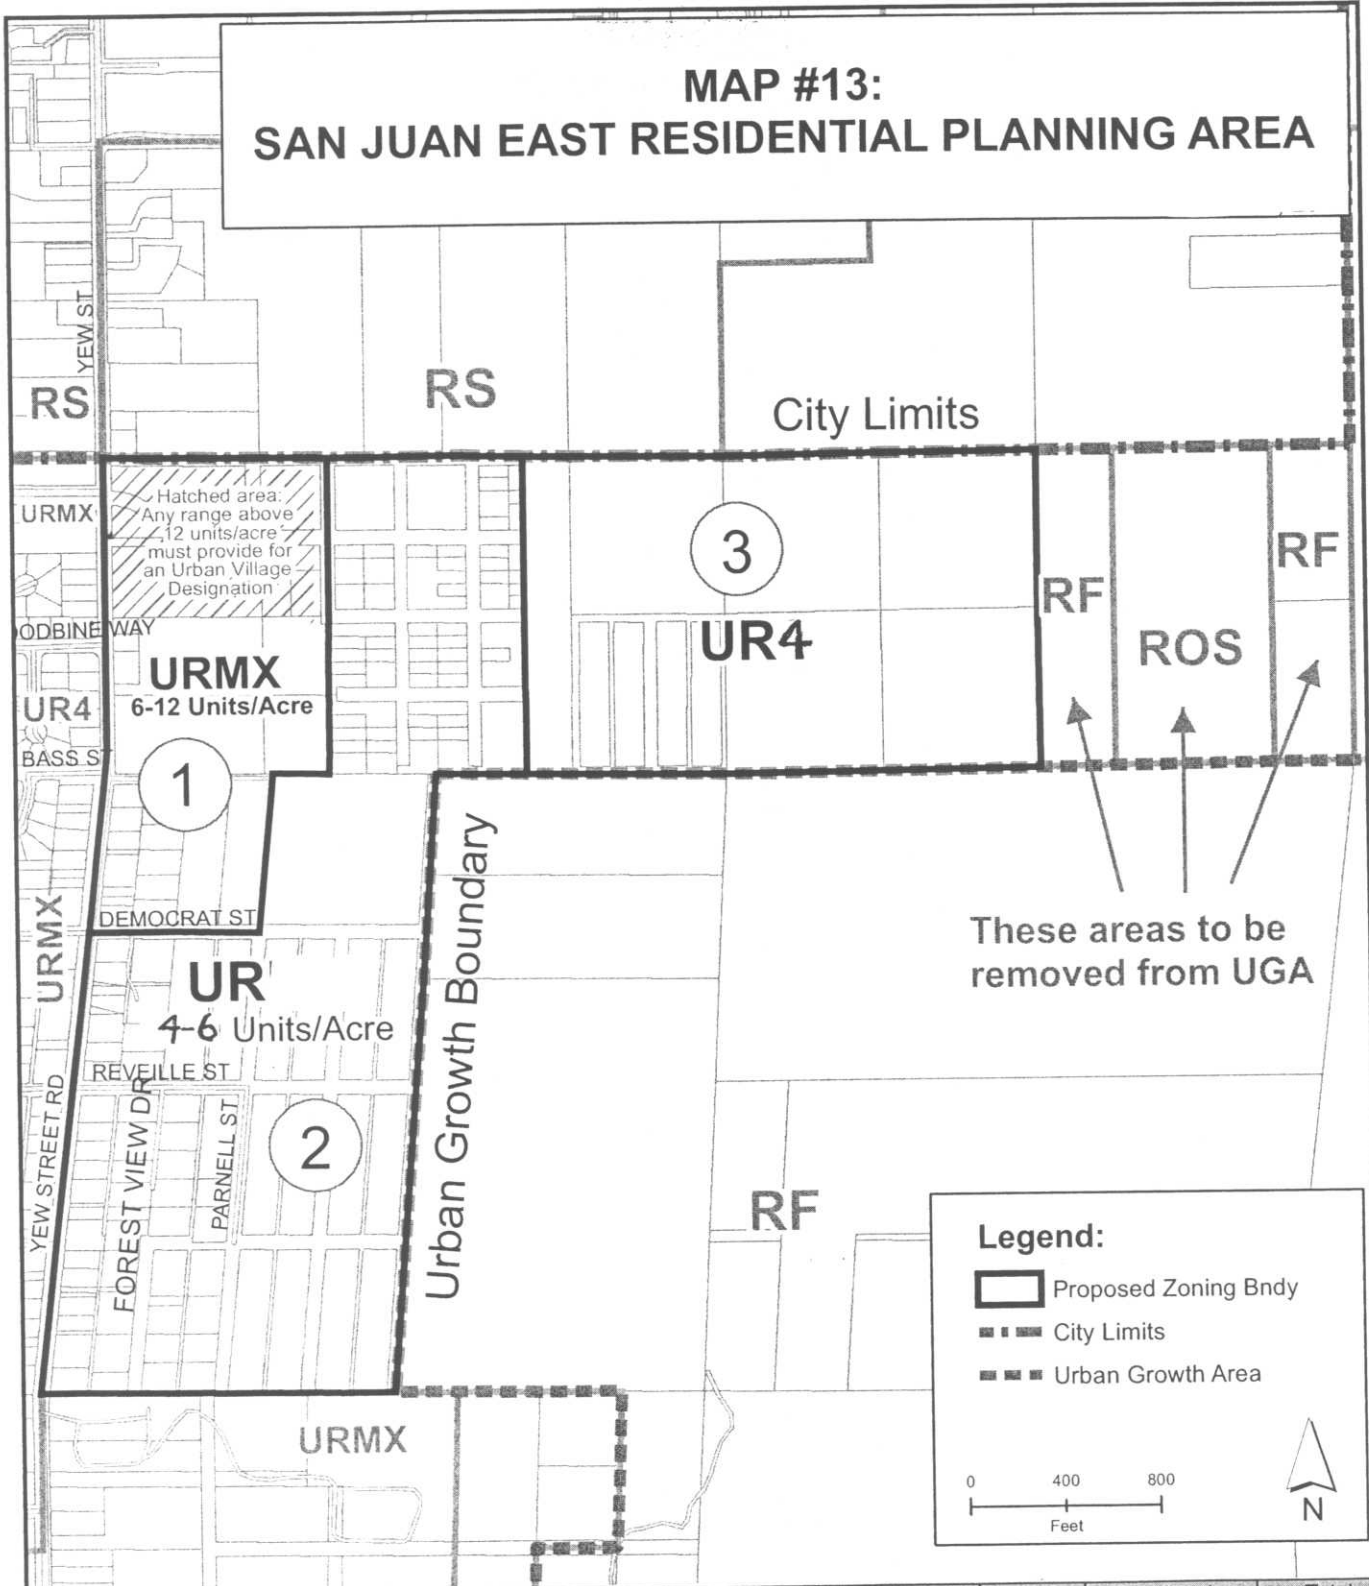 MAP #13:
SAN JUAN EAST RESIDENTIAL PLANNING AREA
YEW ST
RS
RS
City Limits
URMX
Hatched area:
Any range above
12 units/acre
must provide for
an Urban Village
Designation
3
RF
RF
ODBINE WAY
URMX
6-12 Units/Acre
UR4
ROS
UR4
BASS ST
1
Urban Growth Boundary
These areas to be
removed from UGA
URMX
DEMOCRAT ST
UR
4-6 Units/Acre
REVEILLE ST
YEW STREET RD
FOREST VIEW DR
PARNELL ST
2
RF
URMX
Legend:
Proposed Zoning Bndy
City Limits
Urban Growth Area
0 400 800
Feet
N